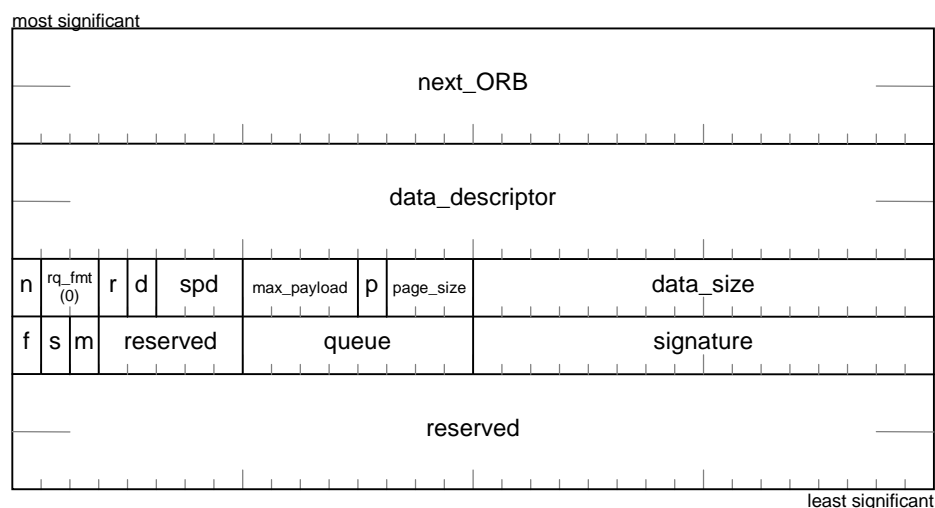 most significant
next_ORB
data_descriptor
n rq_fmt (0) r d spd max_payload p page_size data_size
f s m reserved queue signature
reserved
least significant